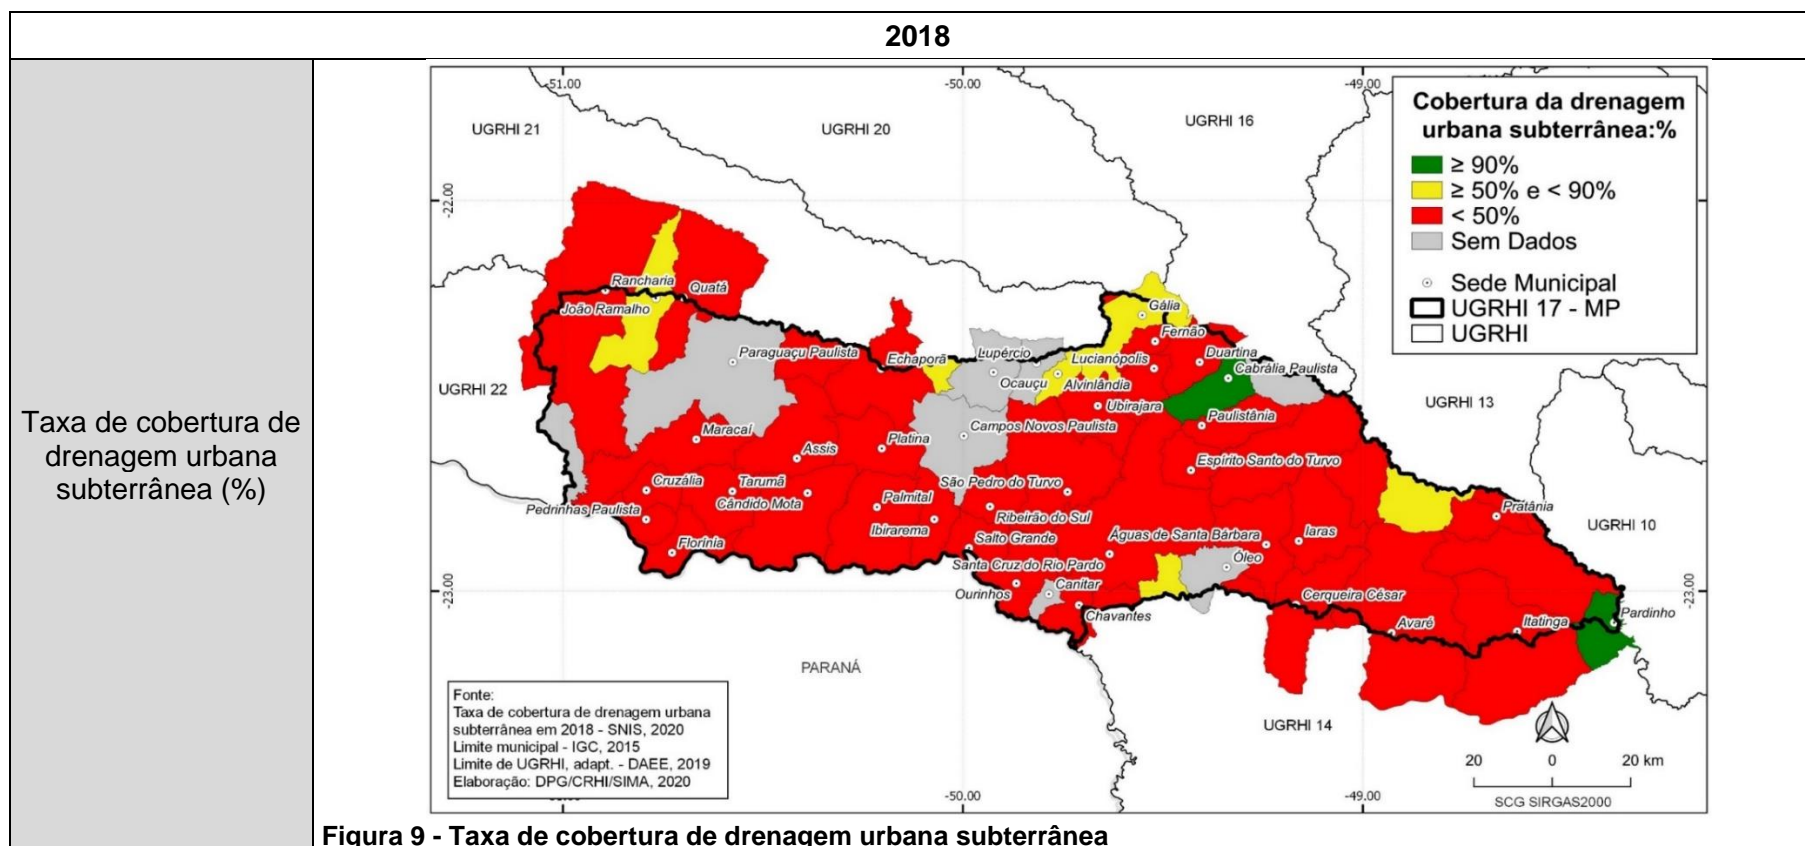 2018
Taxa de cobertura de
drenagem urbana
subterrânea (%)
-51.00
-50.00
-49.00
UGRHI 21
UGRHI 20
UGRHI 16
Cobertura da drenagem
urbana subterrânea:%
≥ 90%
≥ 50% e < 90%
< 50%
Sem Dados
Sede Municipal
UGRHI 17 - MP
UGRHI
-22.00
-22.00
Rancharia
Quatá
João Ramalho
Gália
Fernão
Paraguaçu Paulista
Echaporã
Lupércio
Lucianópolis
Duartina
Cabrália Paulista
UGRHI 22
Ocauçu
Alvinlândia
UGRHI 13
Ubirajara
Paulistânia
Maracaí
Campos Novos Paulista
Platina
Assis
Espírito Santo do Turvo
Cruzália
Tarumã
São Pedro do Turvo
Pedrinhas Paulista
Cândido Mota
Palmital
Ribeirão do Sul
Pratânia
UGRHI 10
Ibirarema
Florínia
Salto Grande
Águas de Santa Bárbara
Iaras
Óleo
Santa Cruz do Rio Pardo
Canitar
-23.00
-23.00
Ourinhos
Cerqueira César
Chavantes
Avaré
Itatinga
Pardinho
PARANÁ
UGRHI 14
Fonte:
Taxa de cobertura de drenagem urbana
subterrânea em 2018 - SNIS, 2020
Limite municipal - IGC, 2015
Limite de UGRHI, adapt. - DAEE, 2019
Elaboração: DPG/CRHI/SIMA, 2020
20 0 20 km
SCG SIRGAS2000
-50.00
-49.00
Figura 9 - Taxa de cobertura de drenagem urbana subterrânea